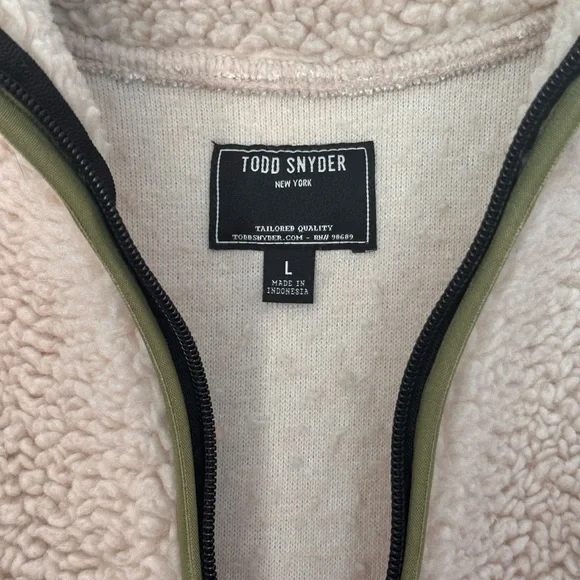 TODD SNYDER
NEW YORK
TAILORED QUALITY
TODDSNYDER.COM - RN// 98689
L
MADE IN
INDONESIA